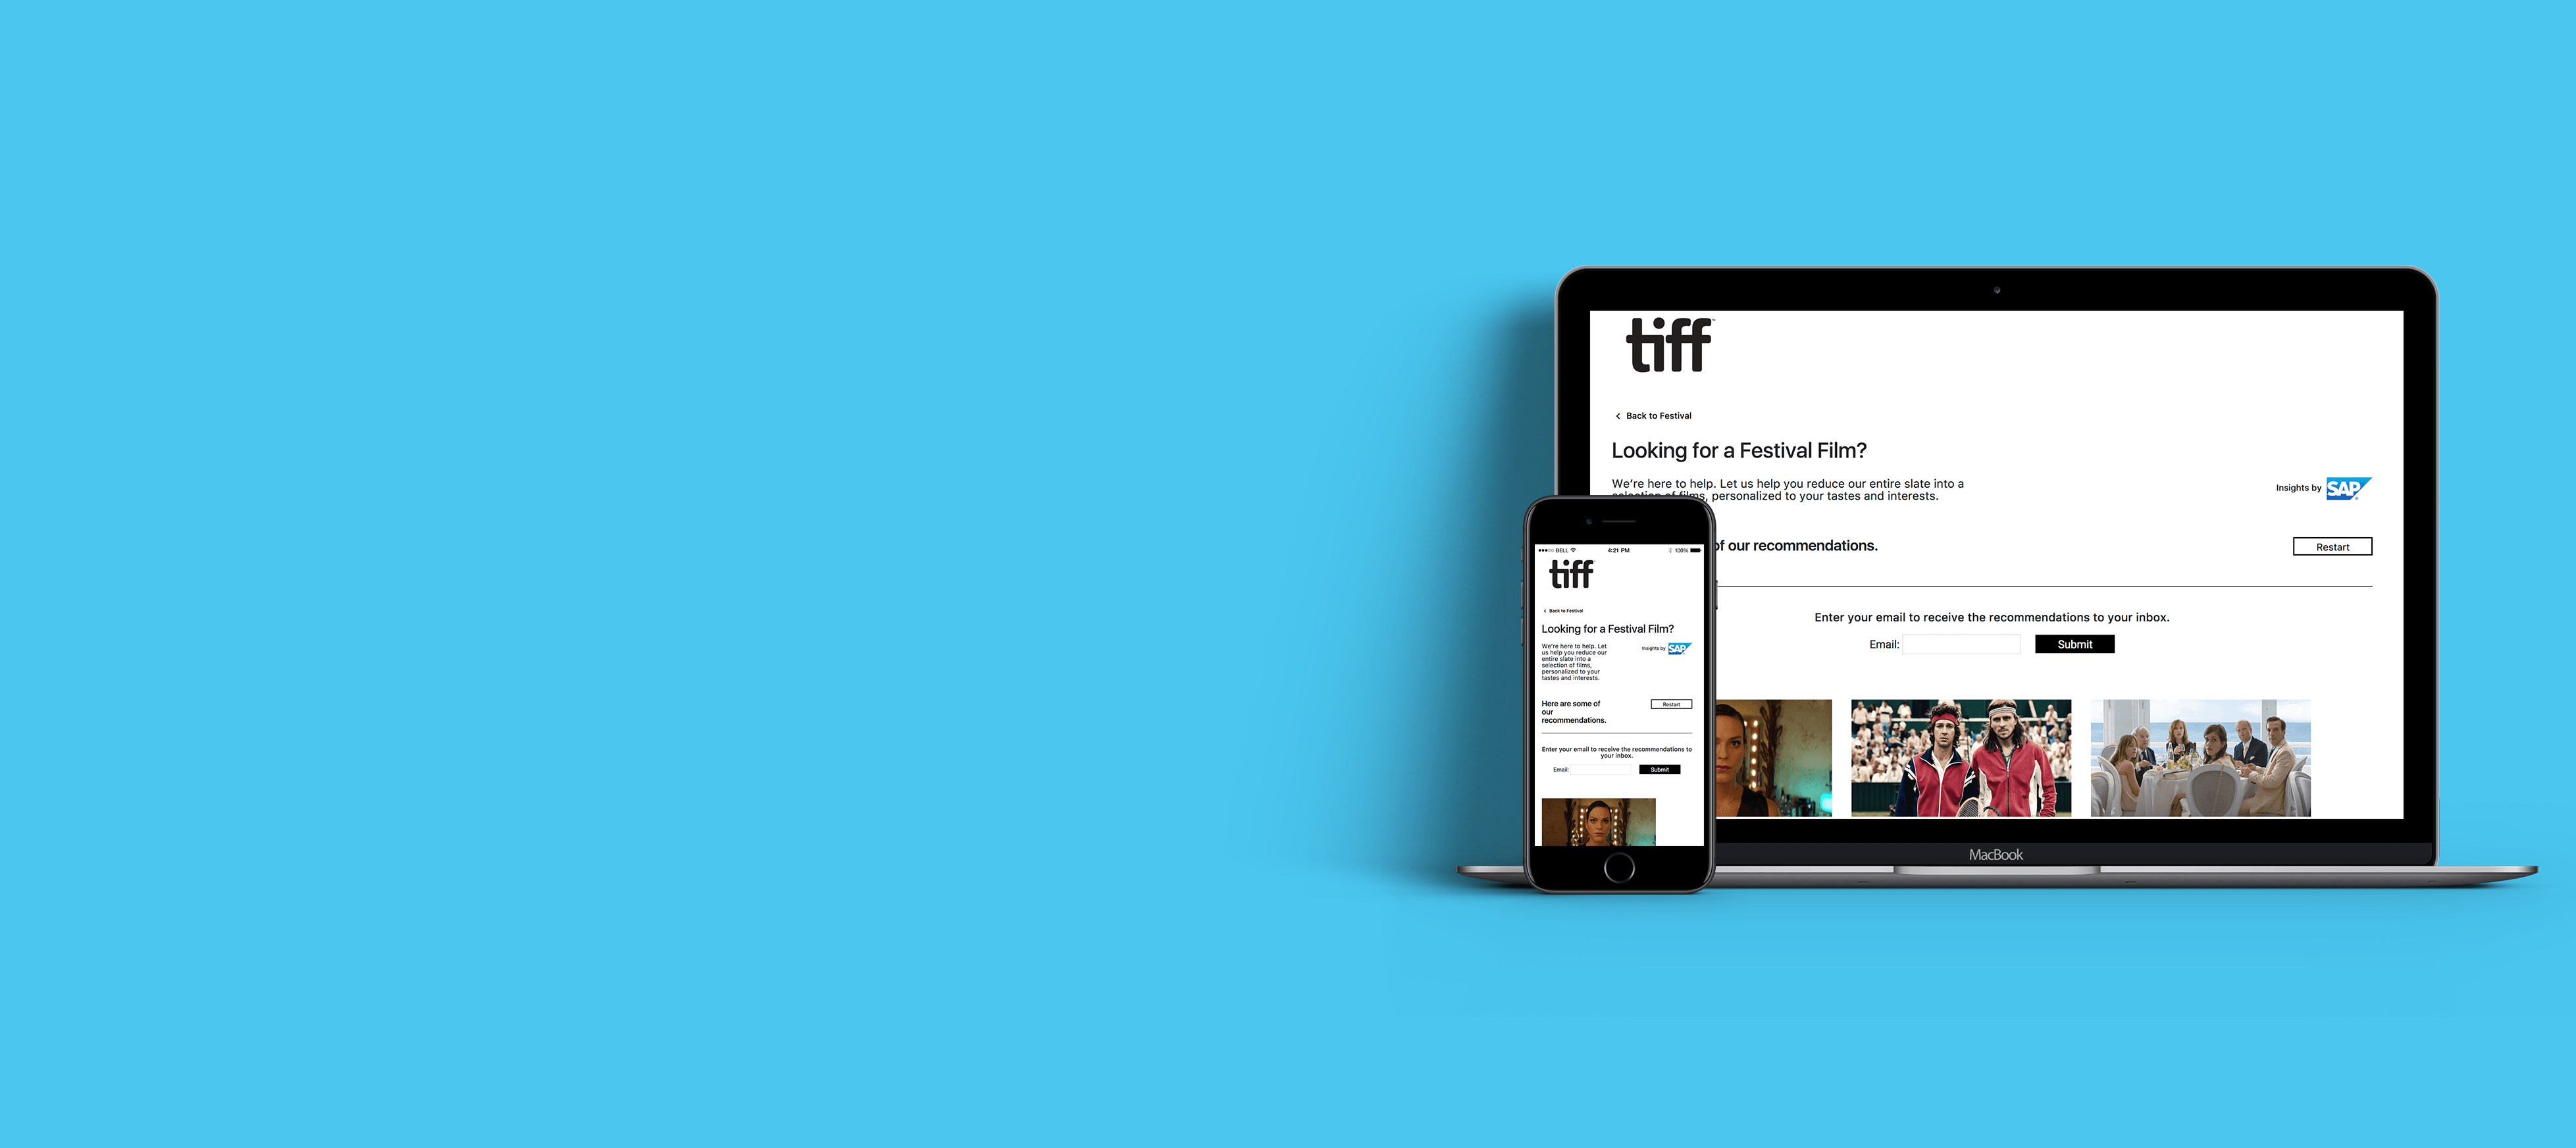 tiff
Back to Festival
Looking for a Festival Film?
We're here to help. Let us help you reduce our entire slate into a
selection of films, personalized to your tastes and interests.
Insights by SAP
of our recommendations.
Restart
Enter your email to receive the recommendations to your inbox.
Email:
Submit
MacBook
BELL 4:21 PM 100%
tiff
Back to Festival
Looking for a Festival Film?
We're here to help. Let
us help you reduce our
entire slate into a
selection of films,
personalized to your
tastes and interests.
Insights by SAP
Here are some of
our
recommendations.
Restart
Enter your email to receive the recommendations to
your inbox.
Email:
Submit